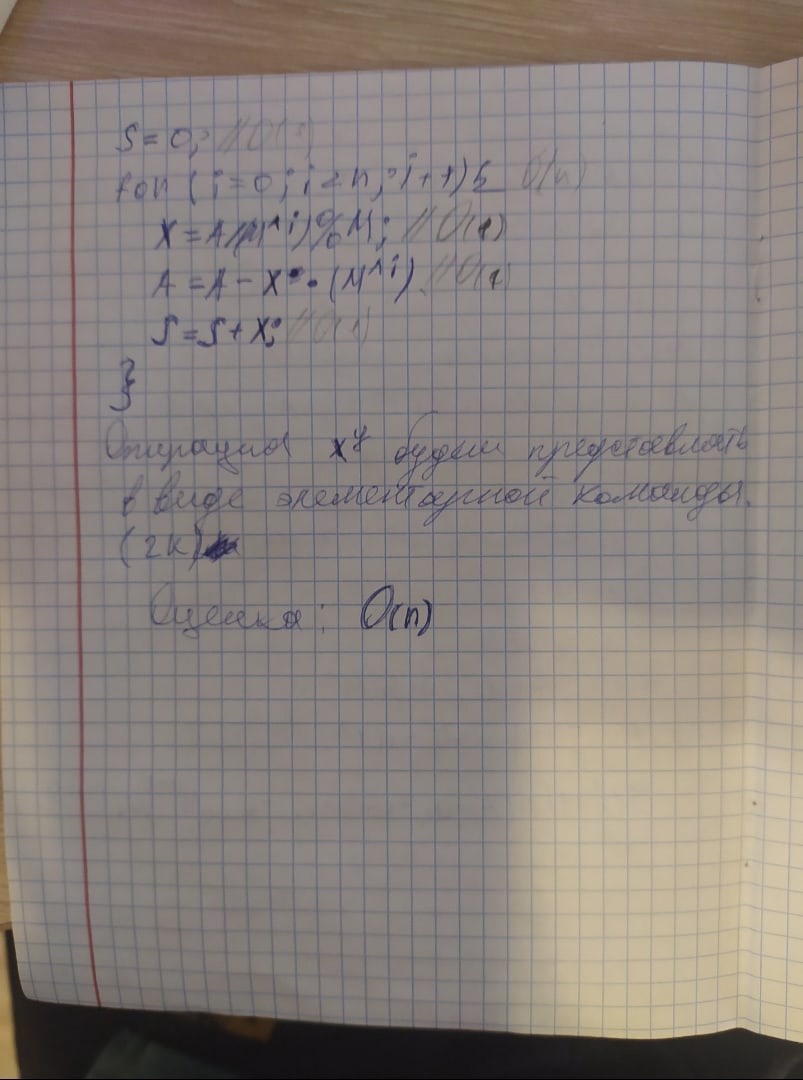 S = 0; // O(1)
for (i = 0; i < n; i++) { O(n)
X = A/(M^i)%M; // O(1)
A = A - X · (M^i) // O(1)
S = S + X; // O(1)
}
Операция x^y будем представлять
в виде элементарной команды.
(2к)
Оценка: O(n)